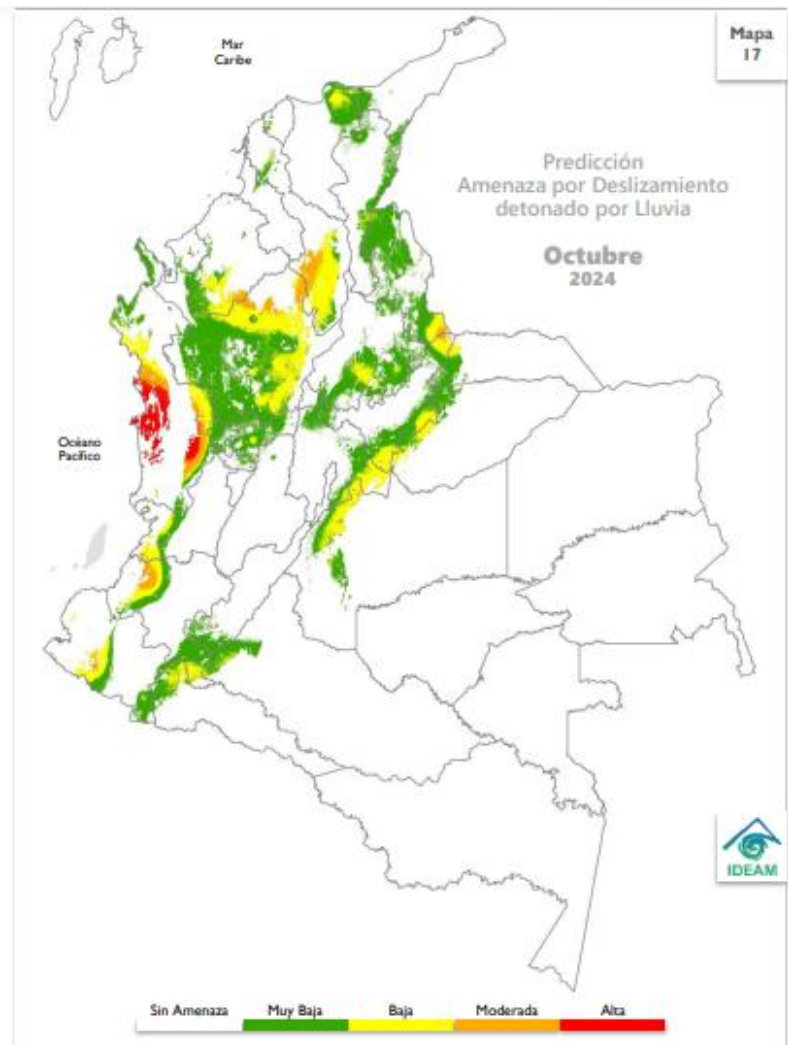 Mar
Caribe
Mapa
17
Predicción
Amenaza por Deslizamiento
detonado por Lluvia
Octubre
2024
Océano
Pacífico
IDEAM
Sin Amenaza Muy Baja Baja Moderada Alta